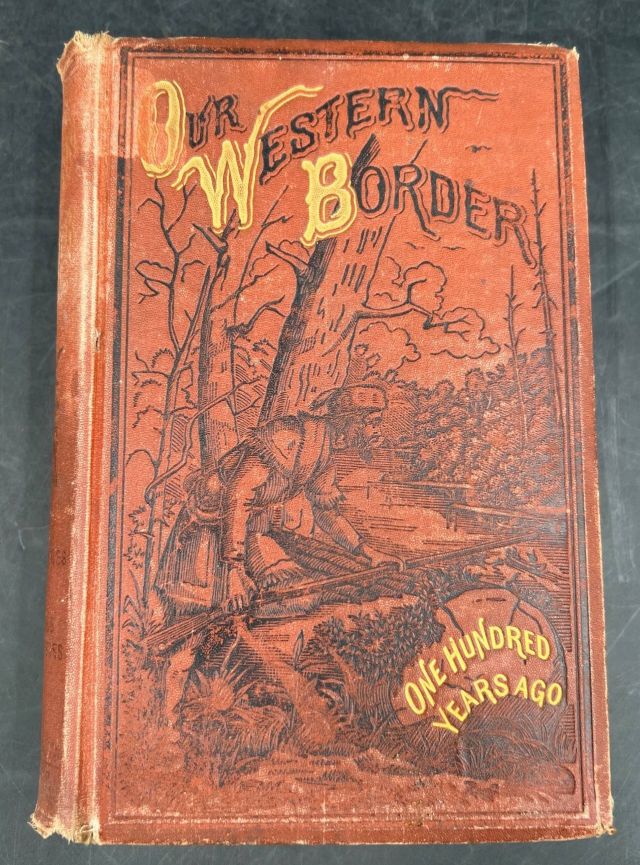 OUR WESTERN
BORDER
ONE HUNDRED
YEARS AGO